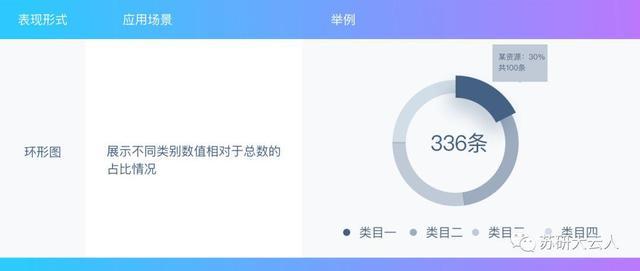 表现形式 应用场景 举例
某资源：30%
共100条
环形图
展示不同类别数值相对于总数的
占比情况
336条
类目一 类目二 类目三 类目四
苏研大云人